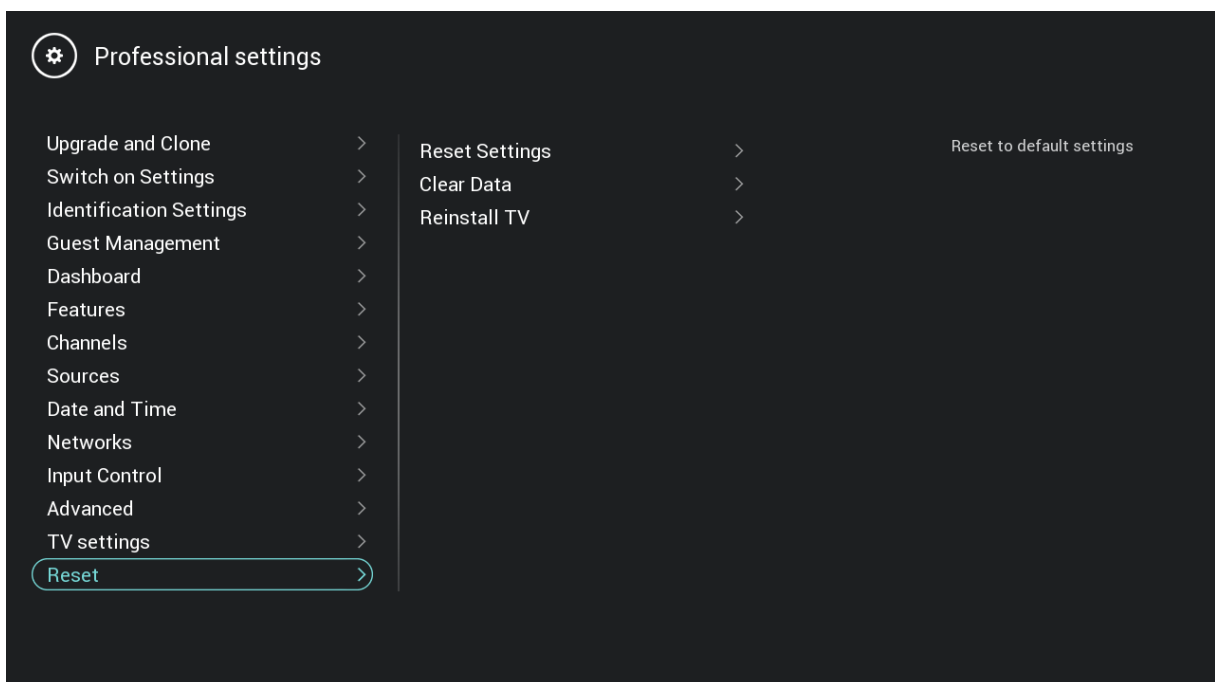 Professional settings
Upgrade and Clone
Switch on Settings
Identification Settings
Guest Management
Dashboard
Features
Channels
Sources
Date and Time
Networks
Input Control
Advanced
TV settings
Reset
Reset Settings
Clear Data
Reinstall TV
Reset to default settings